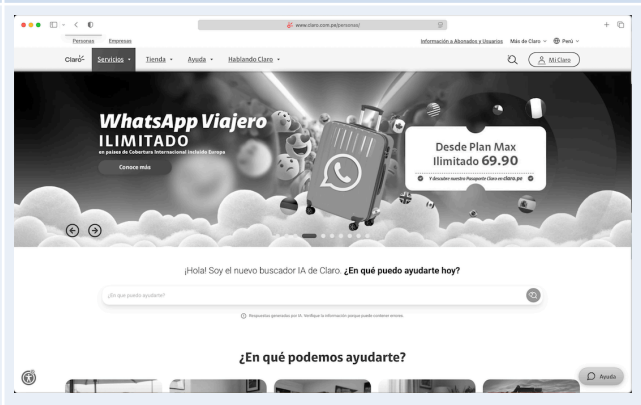 www.claro.com.pe/personas/
Personas Empresas
Información a Abonados y Usuarios Más de Claro Perú
Claro Servicios Tienda Ayuda Hablando Claro
Mi Claro
WhatsApp Viajero
ILIMITADO
en países de Cobertura Internacional incluido Europa
Conoce más
Desde Plan Max
Ilimitado 69.90
Y descubre nuestro Pasaporte Claro en claro.pe
¡Hola! Soy el nuevo buscador IA de Claro. ¿En qué puedo ayudarte hoy?
¿En que puedo ayudarte?
Respuestas generadas por IA. Verifique la información porque puede contener errores.
¿En qué podemos ayudarte?
Ayuda